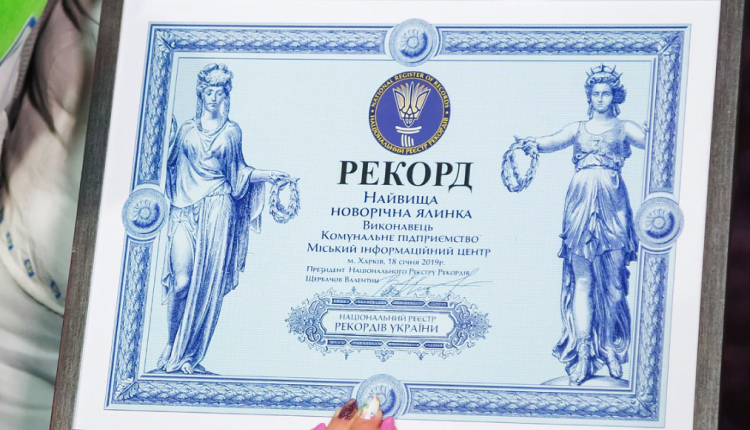 NATIONAL REGISTER OF RECORDS
НАЦІОНАЛЬНИЙ РЕЄСТР РЕКОРДІВ
РЕКОРД
НАЙВИЩА
НОВОРІЧНА ЯЛИНКА
ВИКОНАВЕЦЬ
КОМУНАЛЬНЕ ПІДПРИЄМСТВО
МІСЬКИЙ ІНФОРМАЦІЙНИЙ ЦЕНТР
м. ХАРКІВ, 18 СІЧНЯ 2019р.
ПРЕЗИДЕНТ НАЦІОНАЛЬНОГО РЕЄСТРУ РЕКОРДІВ
ЩЕРБАЧОВ ВАЛЕНТИН
НАЦІОНАЛЬНИЙ РЕЄСТР
РЕКОРДІВ УКРАЇНИ